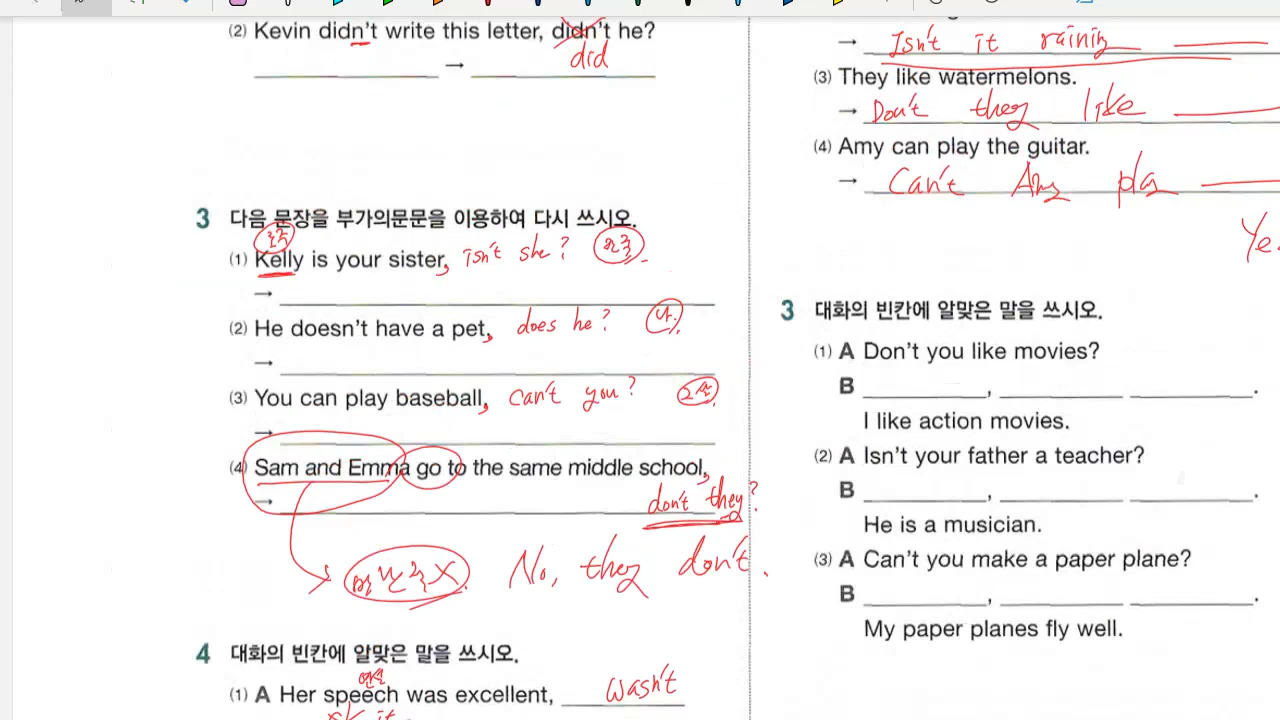 (2) Kevin didn't write this letter, didn't he?
did
→
3 다음 문장을 부가의문문을 이용하여 다시 쓰시오.
(1) Kelly is your sister, isn't she?
→
(2) He doesn't have a pet, does he?
→
(3) You can play baseball, can't you?
→
(4) Sam and Emma go to the same middle school,
→ don't they?
No, they don't.
4 대화의 빈칸에 알맞은 말을 쓰시오.
(1) A Her speech was excellent, wasn't
→ Isn't it raining
(3) They like watermelons.
→ Don't they like
(4) Amy can play the guitar.
→ Can't Amy play
Ye
3 대화의 빈칸에 알맞은 말을 쓰시오.
(1) A Don't you like movies?
B , .
I like action movies.
(2) A Isn't your father a teacher?
B , .
He is a musician.
(3) A Can't you make a paper plane?
B , .
My paper planes fly well.